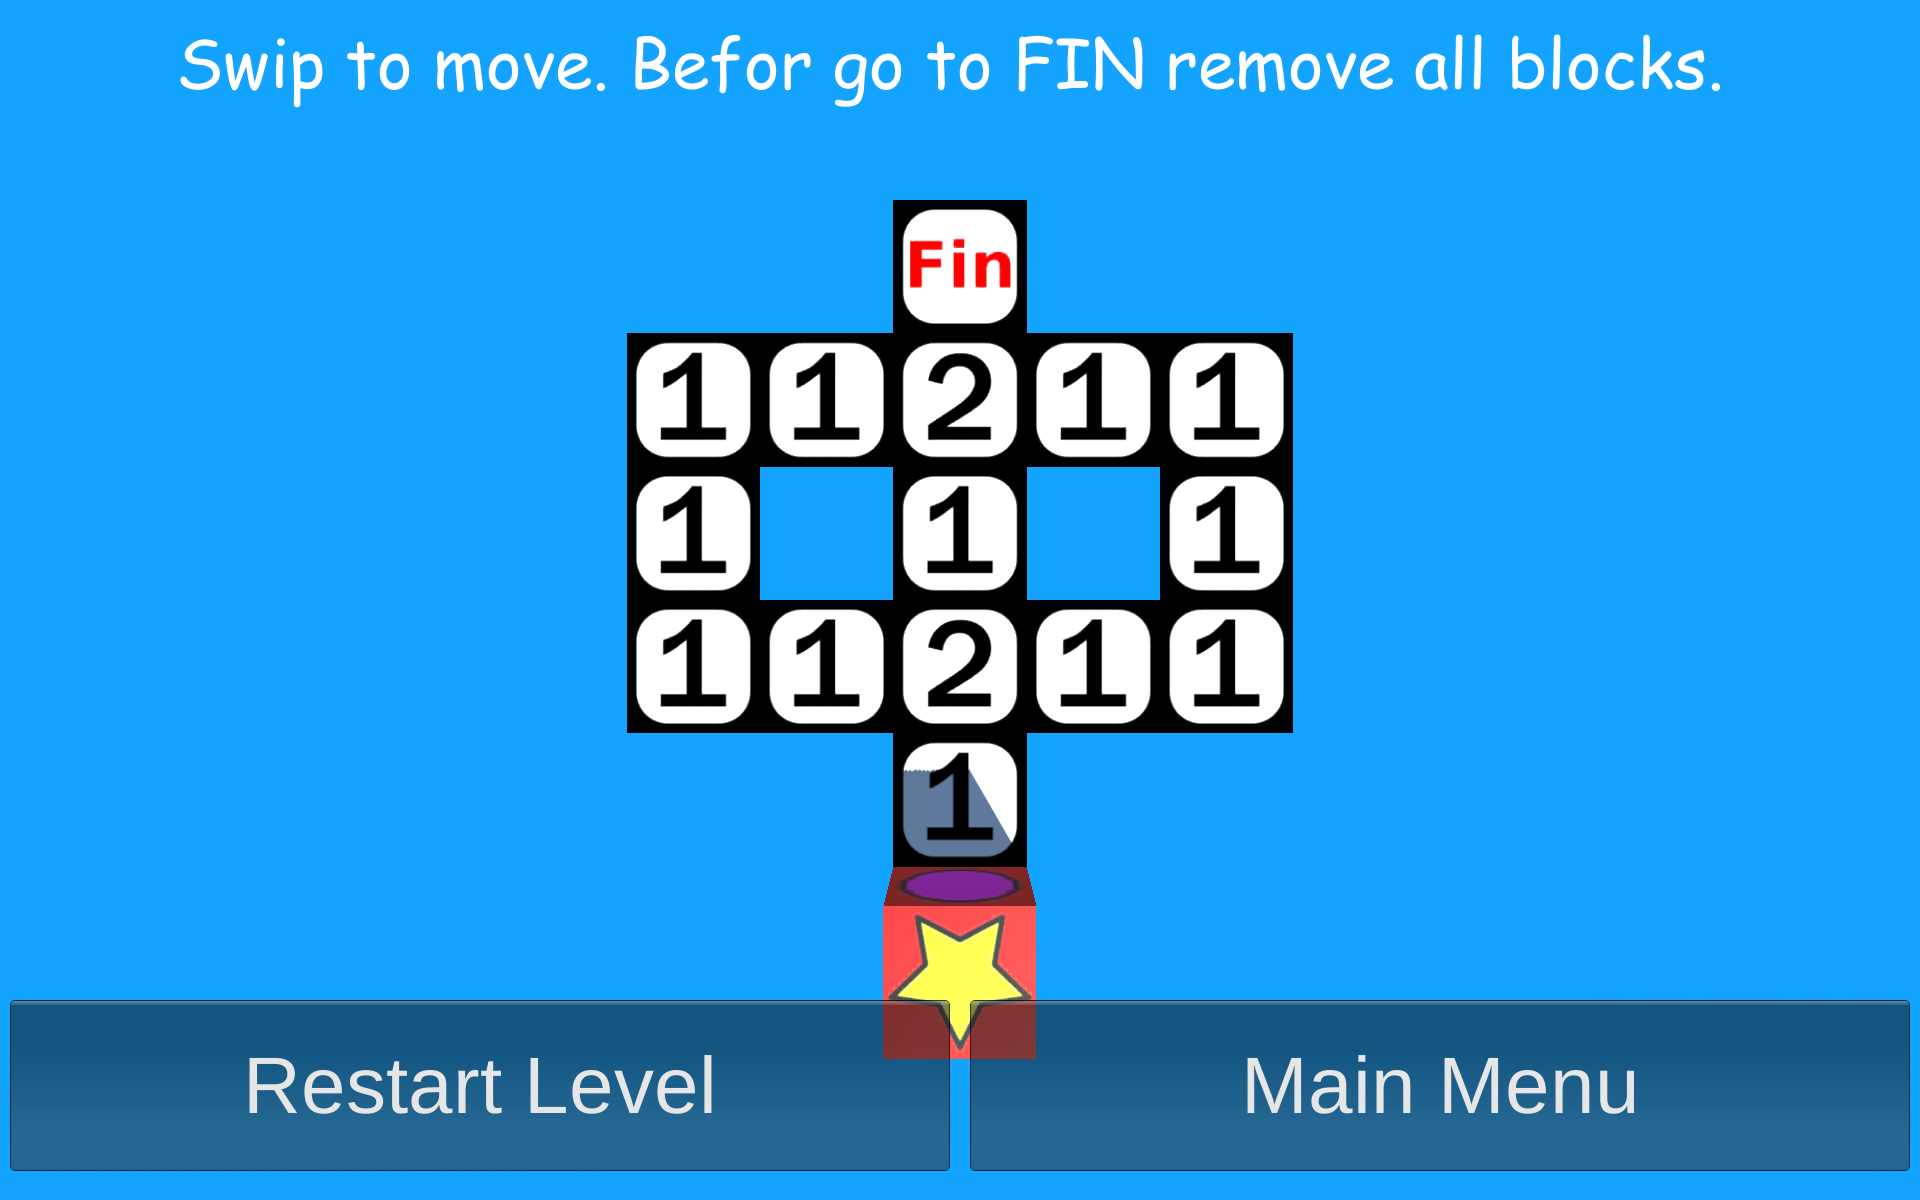 Swip to move. Befor go to FIN remove all blocks.
Fin
1 1 2 1 1
1 1 1
1 1 2 1 1
1
Restart Level Main Menu